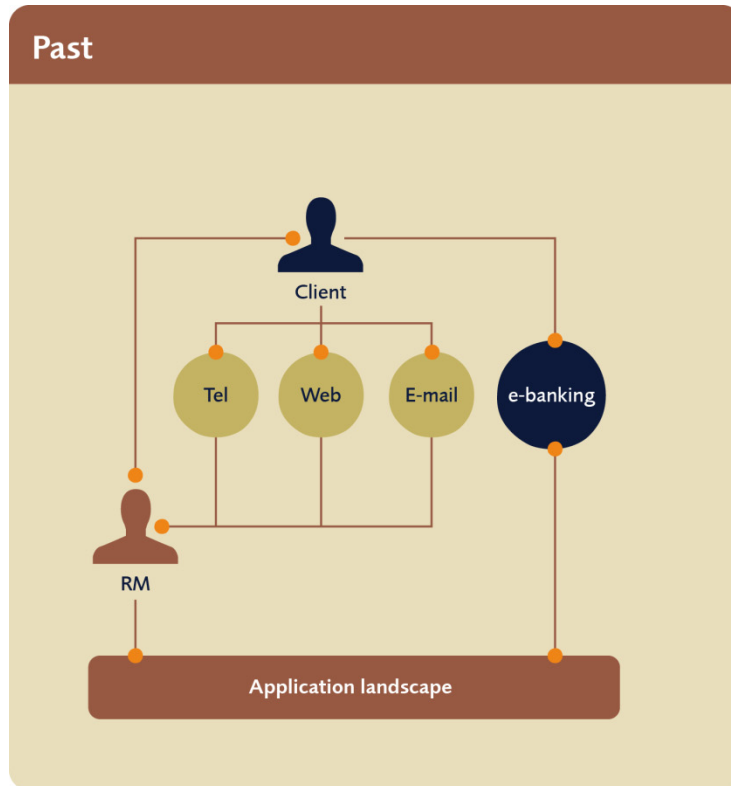 Past
Client
Tel
Web
E-mail
e-banking
RM
Application landscape